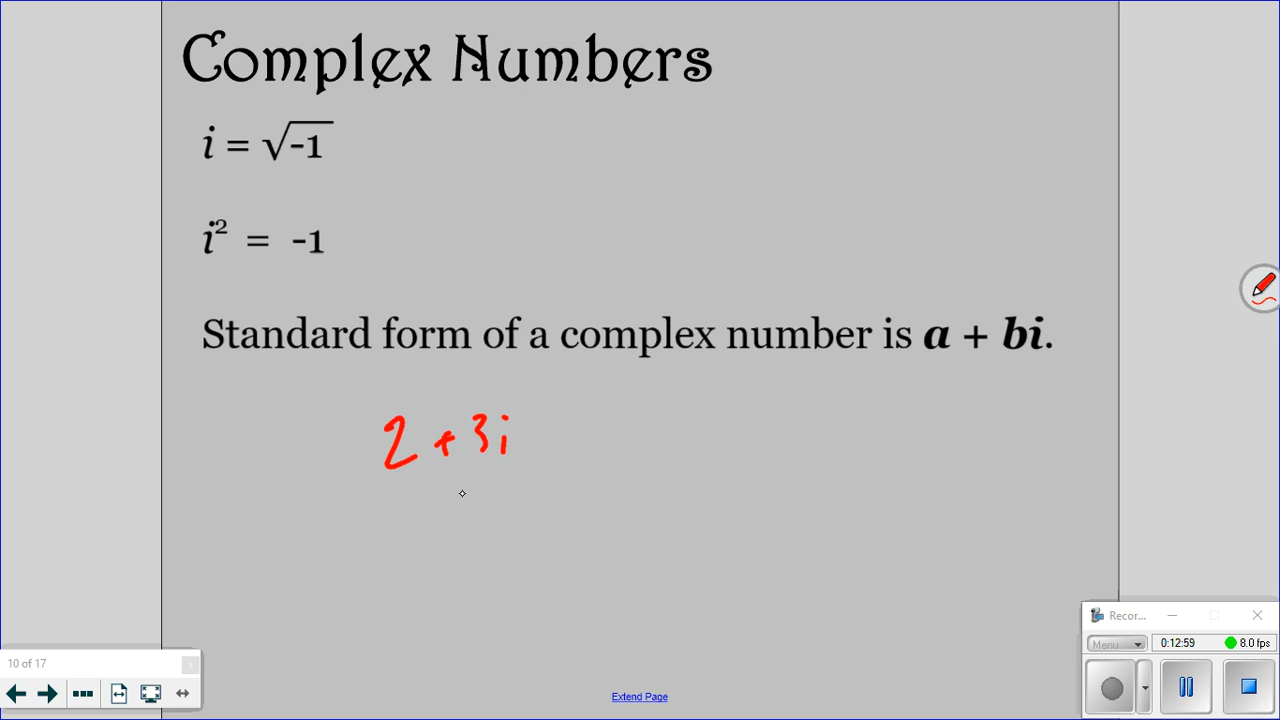 Complex Numbers
i = √-1
i² = -1
Standard form of a complex number is a + bi.
2 + 3i
Recor...
Menu 0:12:59 8.0 fps
10 of 17 x
Extend Page